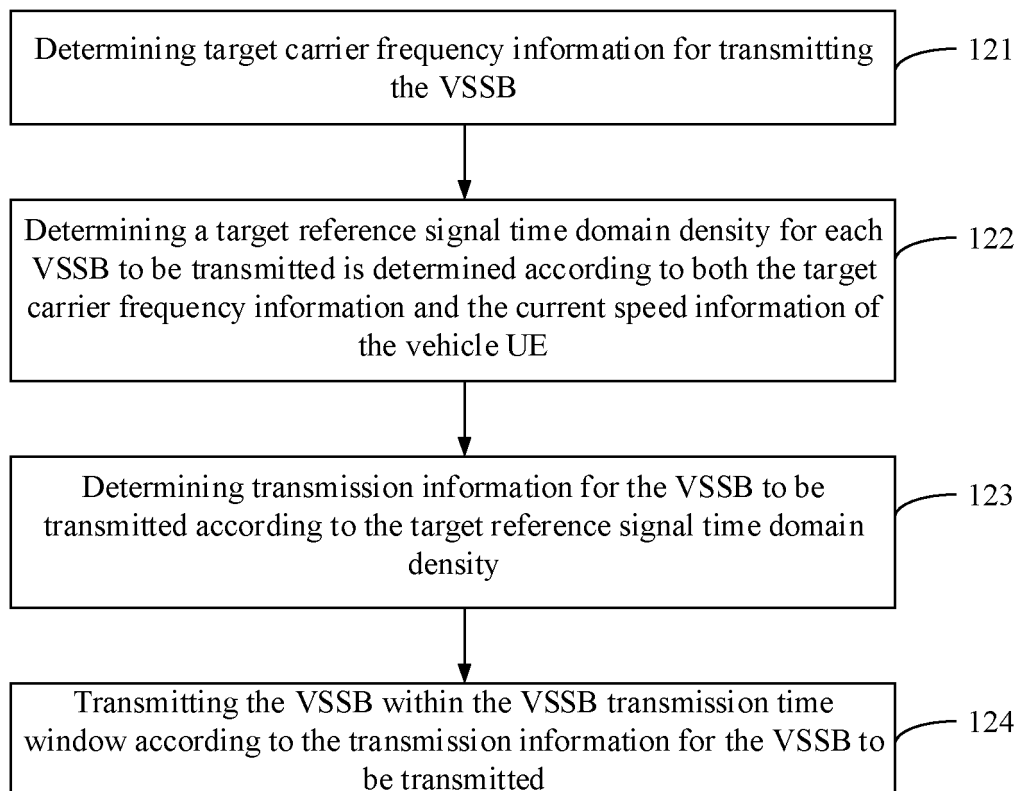 Determining target carrier frequency information for transmitting
the VSSB
121
Determining a target reference signal time domain density for each
VSSB to be transmitted is determined according to both the target
carrier frequency information and the current speed information of
the vehicle UE
122
Determining transmission information for the VSSB to be
transmitted according to the target reference signal time domain
density
123
Transmitting the VSSB within the VSSB transmission time
window according to the transmission information for the VSSB to
be transmitted
124